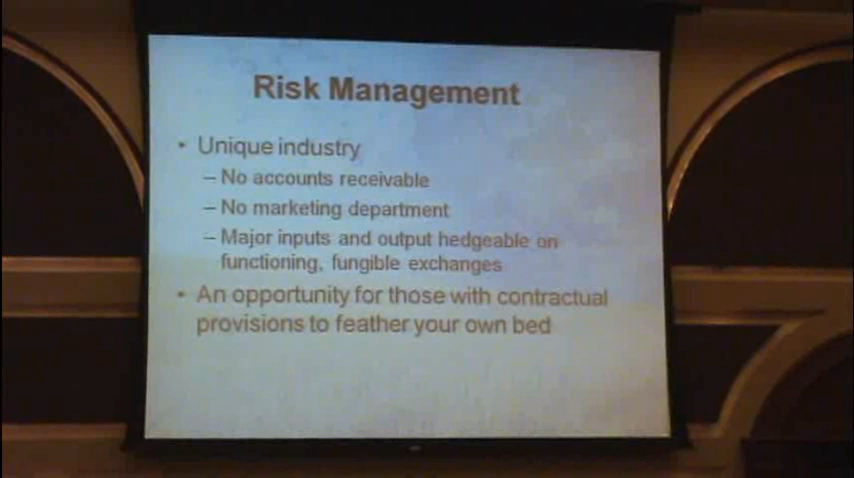 Risk Management
• Unique industry
– No accounts receivable
– No marketing department
– Major inputs and output hedgeable on
functioning, fungible exchanges
• An opportunity for those with contractual
provisions to feather your own bed